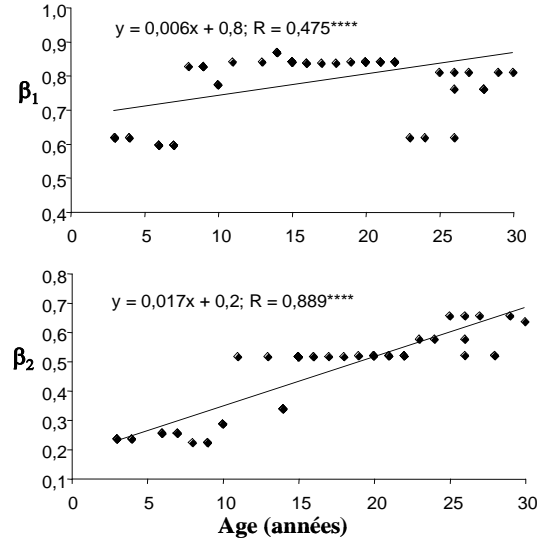 y = 0,006x + 0,8; R = 0,475****
1,0
0,9
0,8
0,7
0,6
0,5
0,4
β1
0 5 10 15 20 25 30
y = 0,017x + 0,2; R = 0,889****
0,8
0,7
0,6
0,5
0,4
0,3
0,2
0,1
β2
0 5 10 15 20 25 30
Age (années)